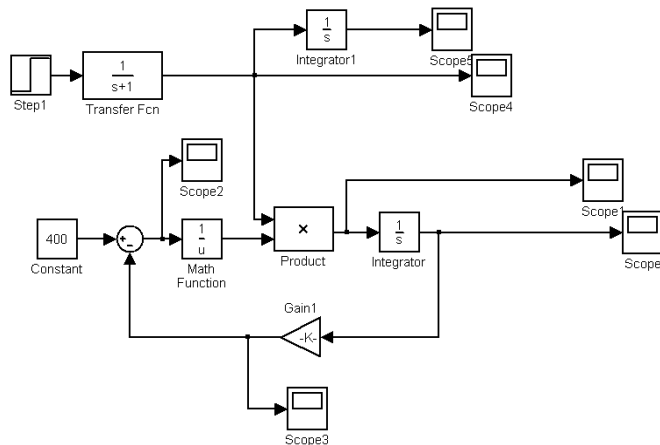 1
s
Integrator1
Scope5
1
s+1
Step1
Transfer Fcn
Scope4
Scope2
Scope1
400
+
-
1
u
×
1
s
Constant
Math
Function
Product
Integrator
Scope
Gain1
-K-
Scope3